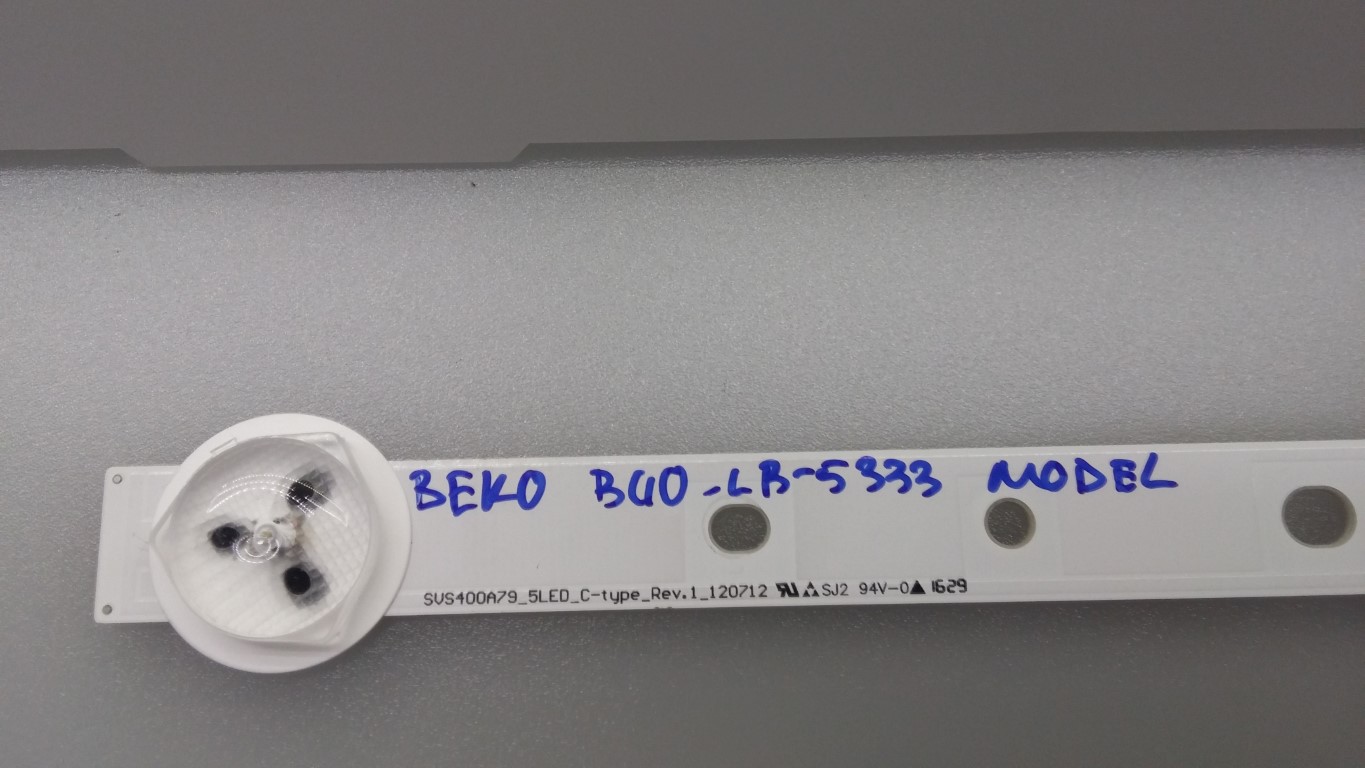 BEKO B40-LB-5333 MODEL
SVS400A79_5LED_C-type_Rev.1_120712 SJ2 94V-0 1629